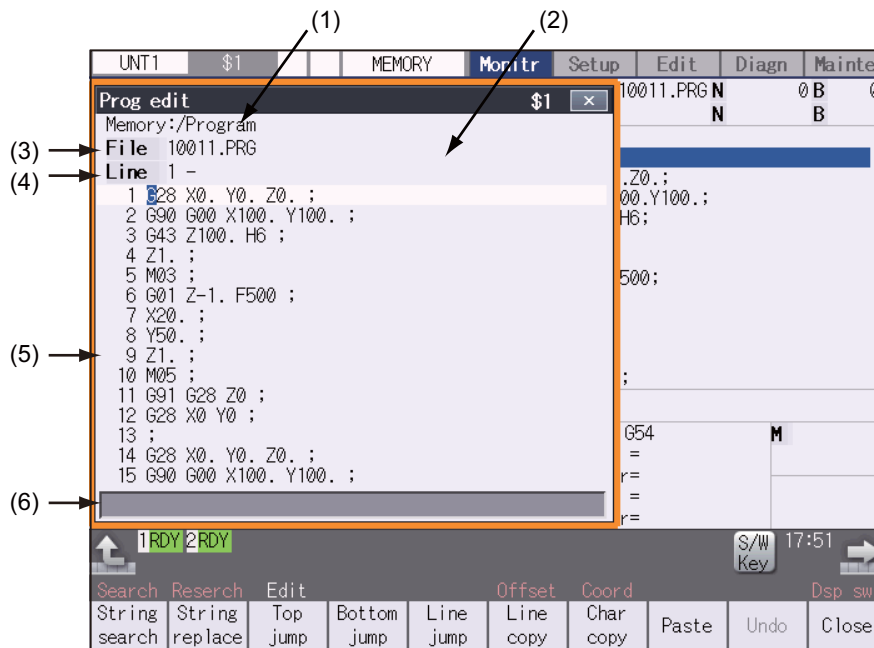 (1)
(2)
UNT1 $1 MEMORY Monitr Setup Edit Diagn Mainte
Prog edit $1 ×
10011.PRG N 0 B
N B
Memory:/Program
(3) File 10011.PRG
(4) Line 1 -
1 G28 X0. Y0. Z0. ;
2 G90 G00 X100. Y100. ;
3 G43 Z100. H6 ;
4 Z1. ;
5 M03 ;
6 G01 Z-1. F500 ;
7 X20. ;
8 Y50. ;
(5) 9 Z1. ;
10 M05 ;
11 G91 G28 Z0 ;
12 G28 X0 Y0 ;
13 ;
14 G28 X0. Y0. Z0. ;
15 G90 G00 X100. Y100. ;
(6)
.Z0.;
00.Y100.;
H6;
500;
;
G54 M
=
r=
=
r=
1RDY 2RDY S/W Key 17:51
Search Reserch Edit Offset Coord Dsp sw
String search String replace Top jump Bottom jump Line jump Line copy Char copy Paste Undo Close